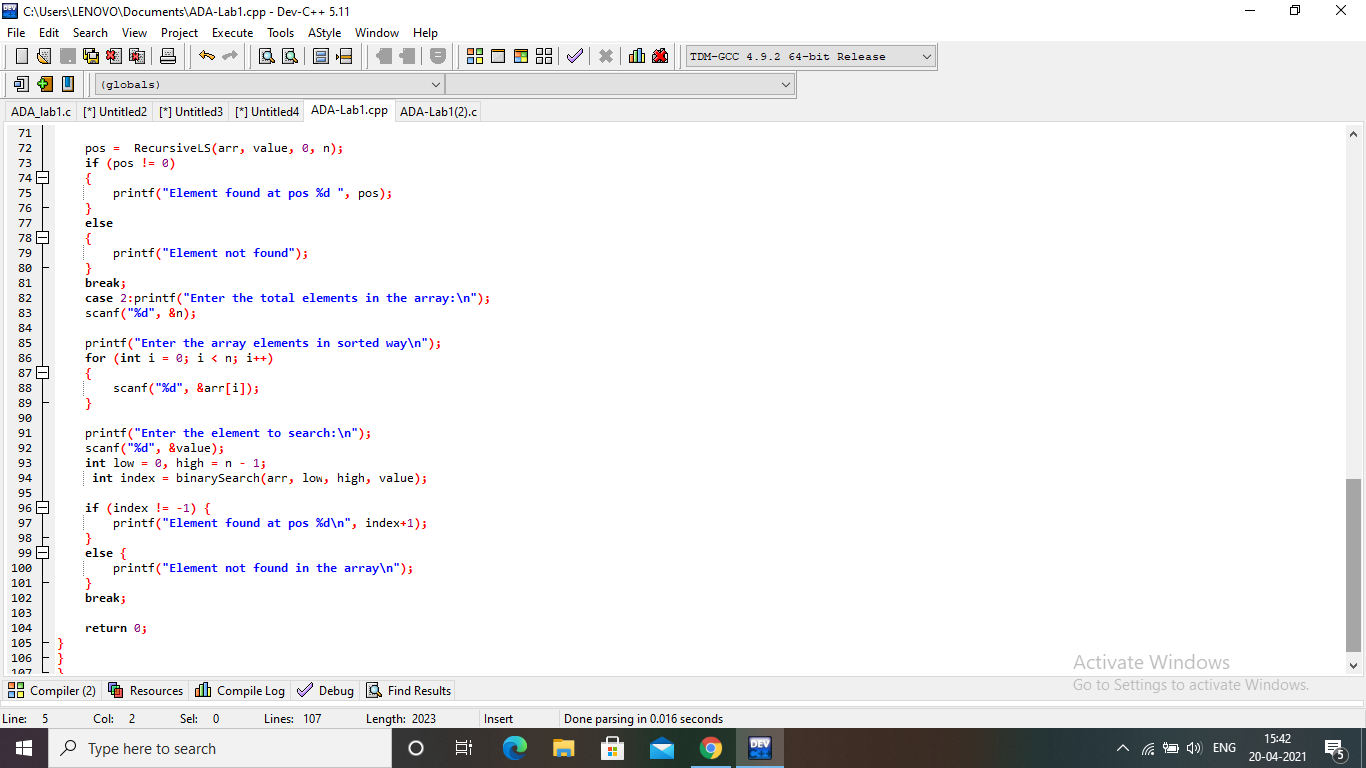 C:\Users\LENOVO\Documents\ADA-Lab1.cpp - Dev-C++ 5.11
File Edit Search View Project Execute Tools AStyle Window Help
TDM-GCC 4.9.2 64-bit Release
(globals)
ADA_lab1.c [*] Untitled2 [*] Untitled3 [*] Untitled4 ADA-Lab1.cpp ADA-Lab1(2).c
71
72 pos = RecursiveLS(arr, value, 0, n);
73 if (pos != 0)
74 {
75 printf("Element found at pos %d ", pos);
76 }
77 else
78 {
79 printf("Element not found");
80 }
81 break;
82 case 2:printf("Enter the total elements in the array:\n");
83 scanf("%d", &n);
84
85 printf("Enter the array elements in sorted way\n");
86 for (int i = 0; i < n; i++)
87 {
88 scanf("%d", &arr[i]);
89 }
90
91 printf("Enter the element to search:\n");
92 scanf("%d", &value);
93 int low = 0, high = n - 1;
94 int index = binarySearch(arr, low, high, value);
95
96 if (index != -1) {
97 printf("Element found at pos %d\n", index+1);
98 }
99 else {
100 printf("Element not found in the array\n");
101 }
102 break;
103
104 return 0;
105 }
106 }
107 }
Activate Windows
Go to Settings to activate Windows.
Compiler (2) Resources Compile Log Debug Find Results
Line: 5 Col: 2 Sel: 0 Lines: 107 Length: 2023 Insert Done parsing in 0.016 seconds
Type here to search
DEV
ENG
15:42
20-04-2021
5